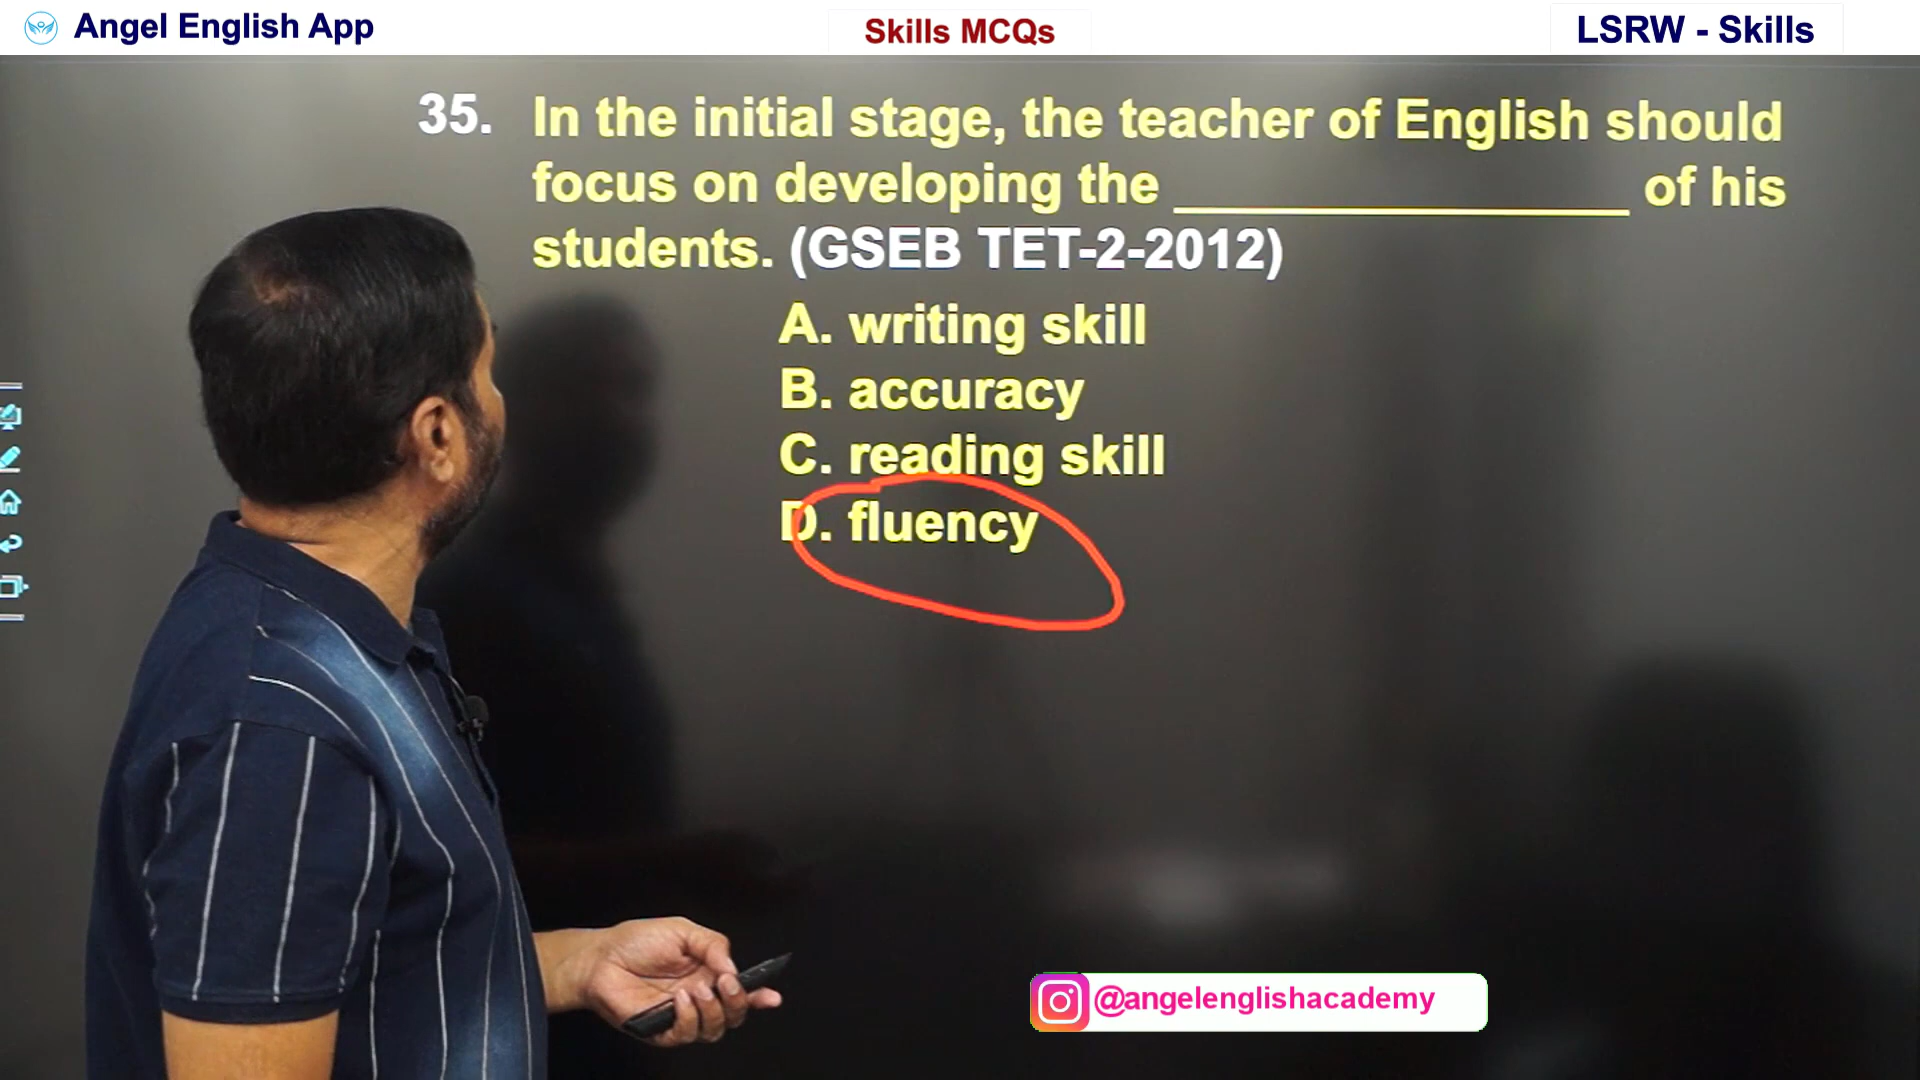 Angel English App
Skills MCQs
LSRW - Skills
35. In the initial stage, the teacher of English should
focus on developing the ______________ of his
students. (GSEB TET-2-2012)
A. writing skill
B. accuracy
C. reading skill
D. fluency
@angelenglishacademy